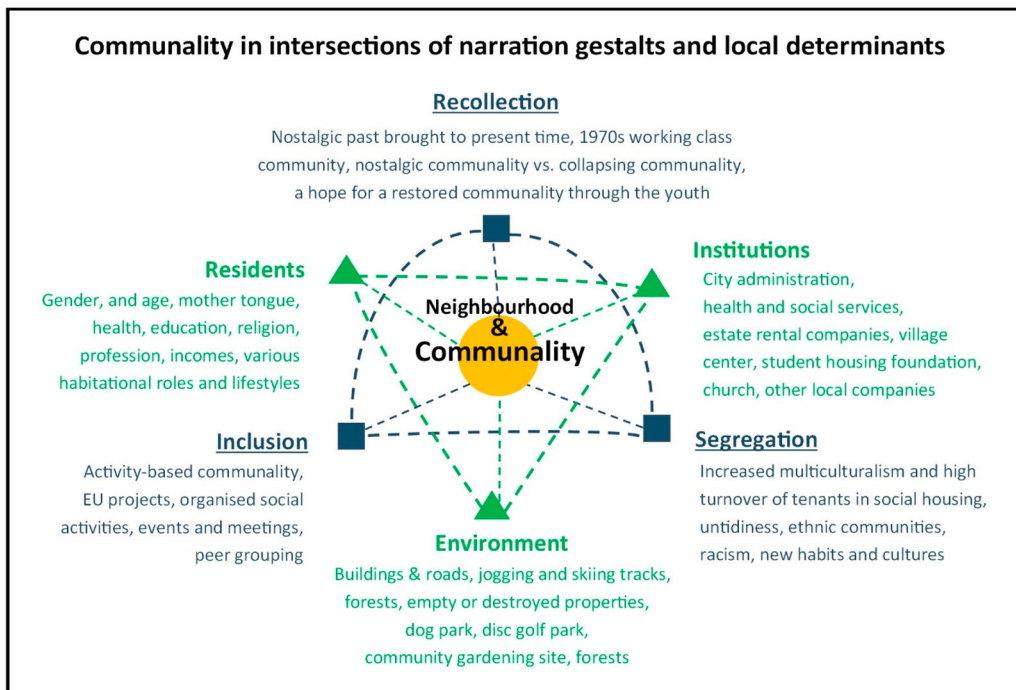 Communality in intersections of narration gestalts and local determinants
Recollection
Nostalgic past brought to present time, 1970s working class
community, nostalgic communality vs. collapsing communality,
a hope for a restored communality through the youth
Residents
Gender, and age, mother tongue,
health, education, religion,
profession, incomes, various
habitational roles and lifestyles
Neighbourhood
&
Communality
Institutions
City administration,
health and social services,
estate rental companies, village
center, student housing foundation,
church, other local companies
Inclusion
Activity-based communality,
EU projects, organised social
activities, events and meetings,
peer grouping
Segregation
Increased multiculturalism and high
turnover of tenants in social housing,
untidiness, ethnic communities,
racism, new habits and cultures
Environment
Buildings & roads, jogging and skiing tracks,
forests, empty or destroyed properties,
dog park, disc golf park,
community gardening site, forests